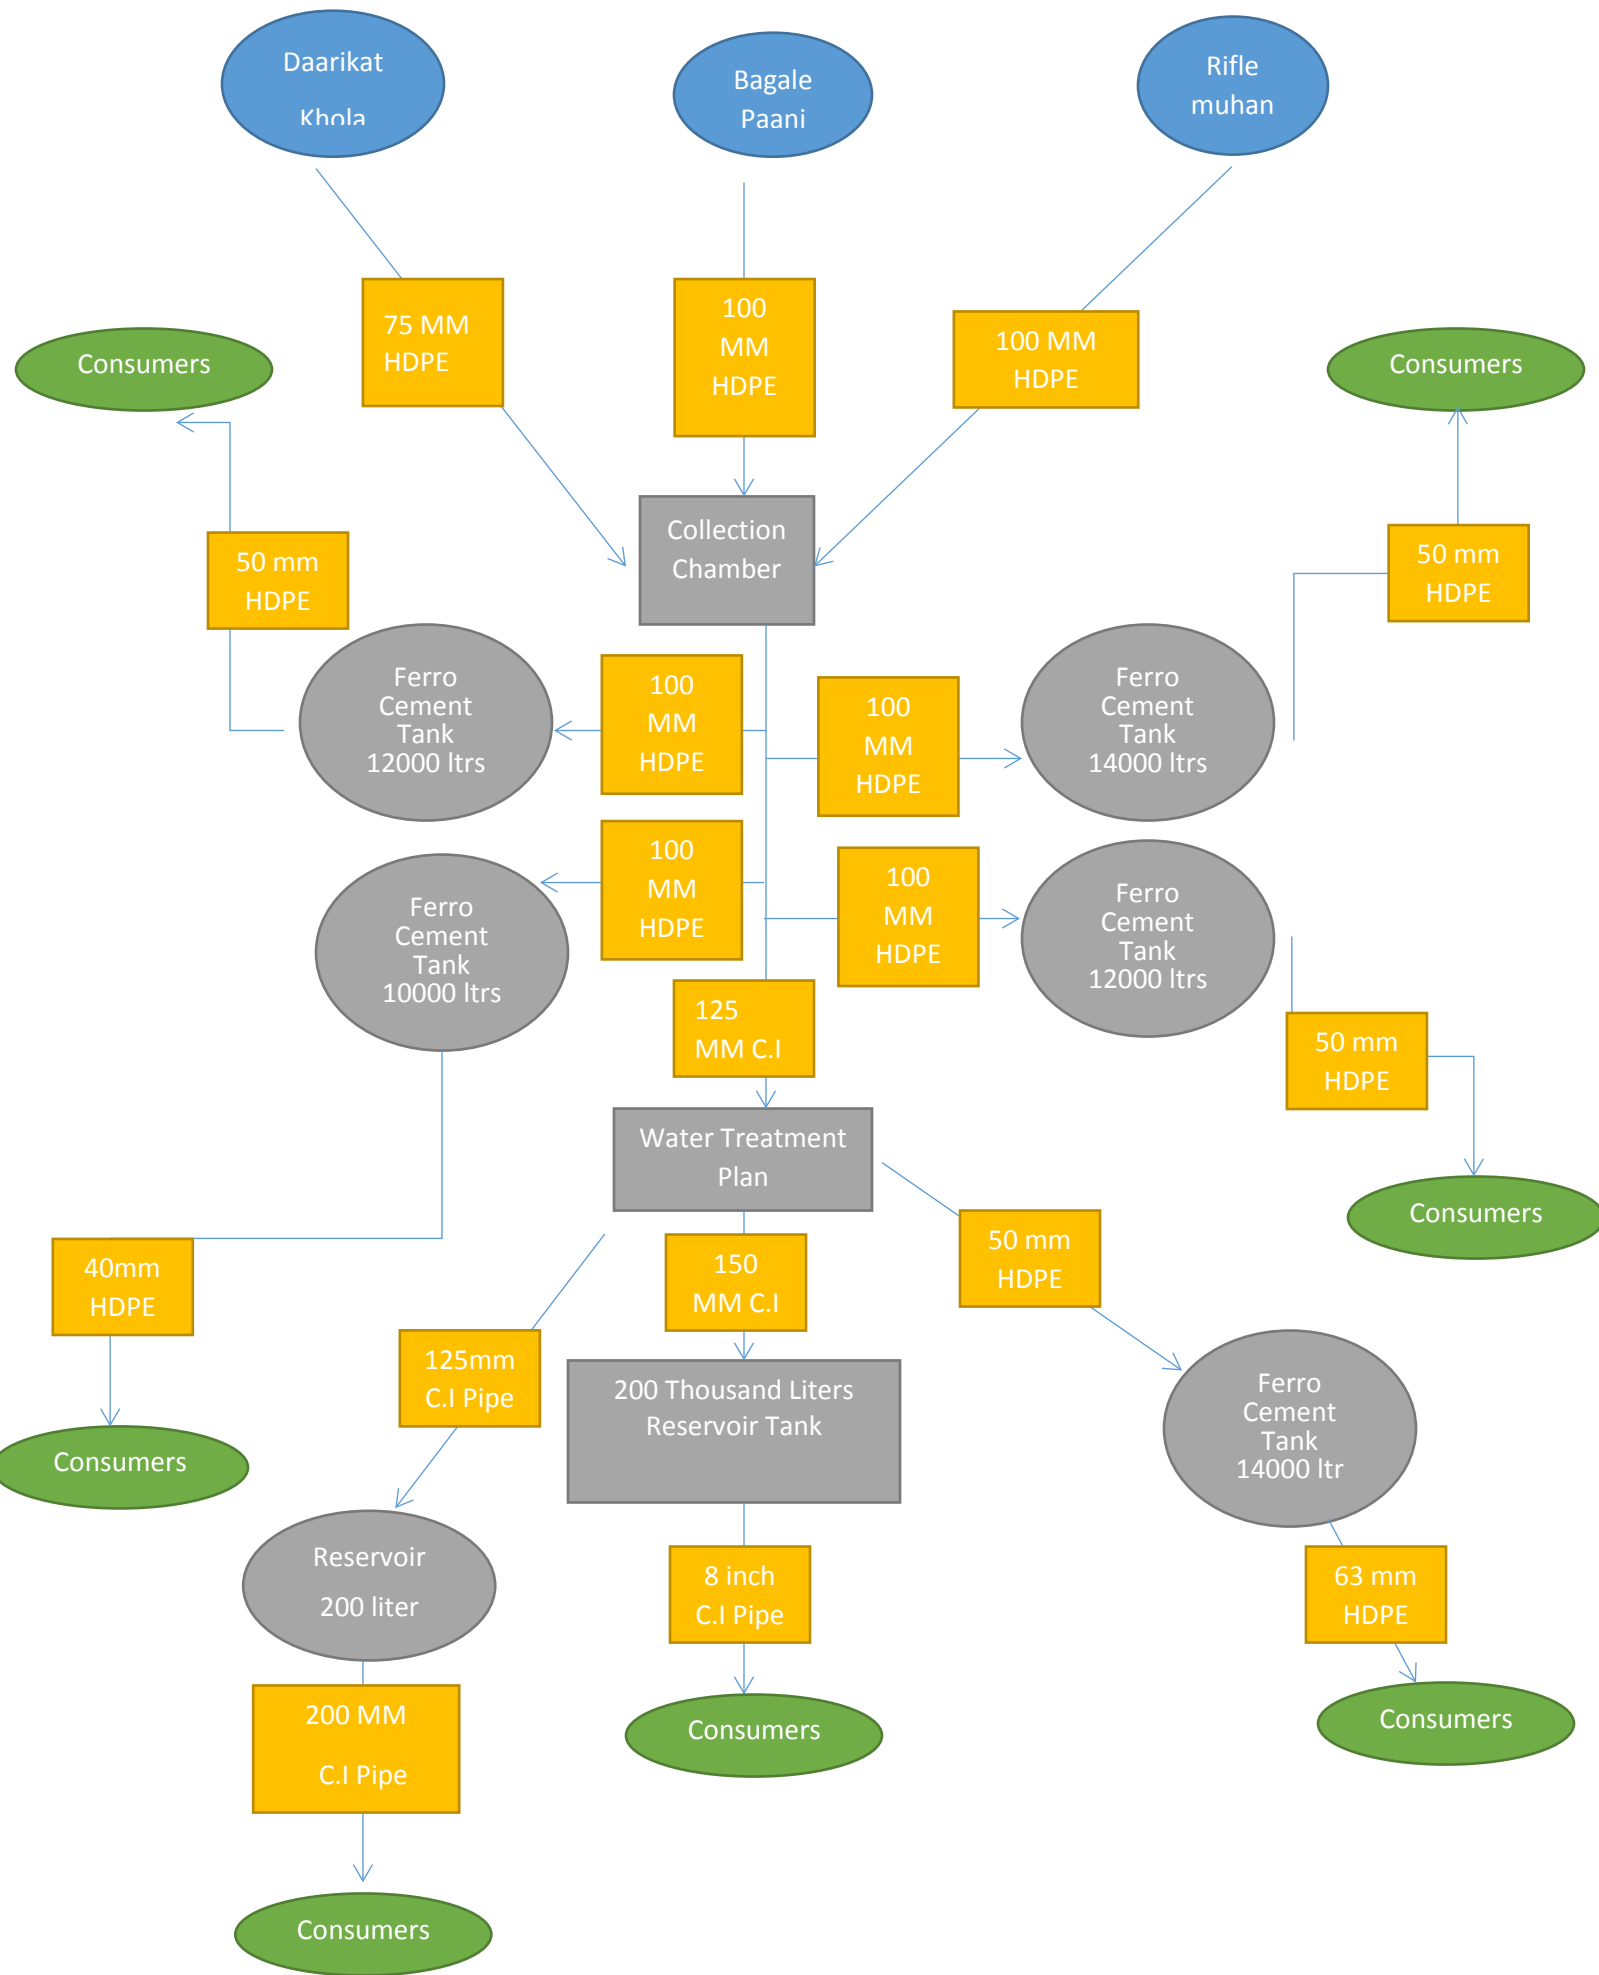 Daarikat
Khola
Bagale
Paani
Rifle
muhan
75 MM
HDPE
100
MM
HDPE
100 MM
HDPE
Consumers
Consumers
Collection
Chamber
50 mm
HDPE
50 mm
HDPE
Ferro
Cement
Tank
12000 ltrs
100
MM
HDPE
100
MM
HDPE
Ferro
Cement
Tank
14000 ltrs
Ferro
Cement
Tank
10000 ltrs
100
MM
HDPE
100
MM
HDPE
Ferro
Cement
Tank
12000 ltrs
125
MM C.I
50 mm
HDPE
Water Treatment
Plan
Consumers
40mm
HDPE
150
MM C.I
50 mm
HDPE
125mm
C.I Pipe
200 Thousand Liters
Reservoir Tank
Ferro
Cement
Tank
14000 ltr
Consumers
Reservoir
200 liter
8 inch
C.I Pipe
63 mm
HDPE
200 MM
C.I Pipe
Consumers
Consumers
Consumers